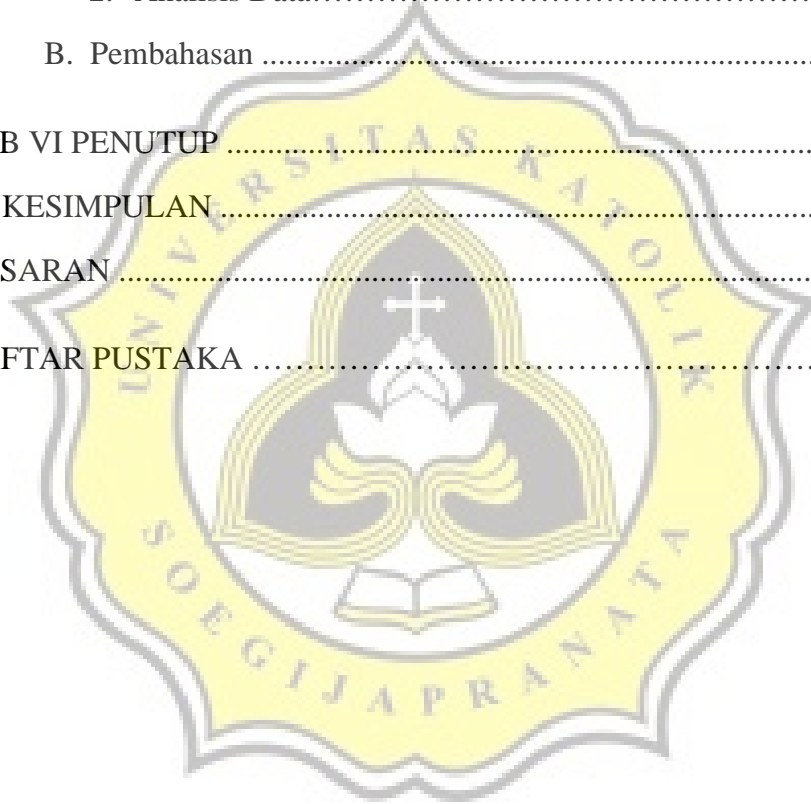 B. Pembahasan ........................................................................
B VI PENUTUP ........................................................................
KESIMPULAN ........................................................................
SARAN ........................................................................
FTAR PUSTAKA ........................................................
UNIVERSITAS KATOLIK
SOEGIJAPRANATA